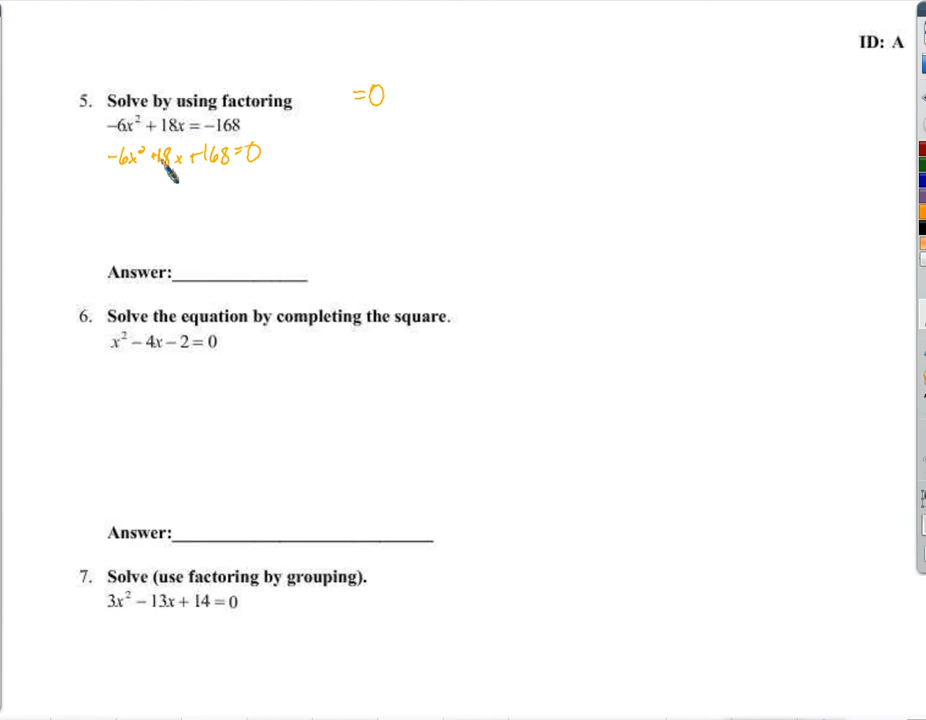 ID: A
5. Solve by using factoring =0
–6x² + 18x = –168
-6x² +18x +168=0
Answer:
6. Solve the equation by completing the square.
x² – 4x – 2 = 0
Answer:
7. Solve (use factoring by grouping).
3x² – 13x + 14 = 0